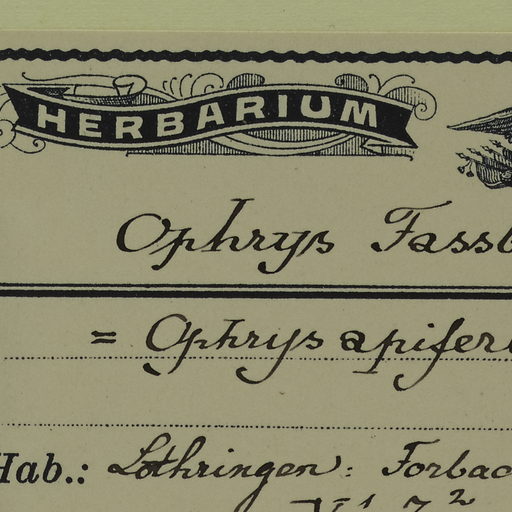 HERBARIUM
Ophrys Fassb
= Ophrys apifer
Hab.: Lothringen: Forbac